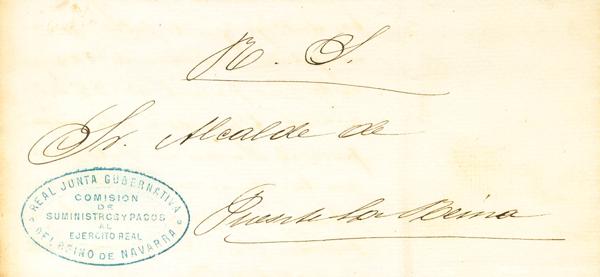 R. S.
Sr. Alcalde de
Puente la Reina
REAL JUNTA GUBERNATIVA
COMISION
DE
SUMINISTROS Y PAGOS
AL
EJERCITO REAL
DEL REINO DE NAVARRA